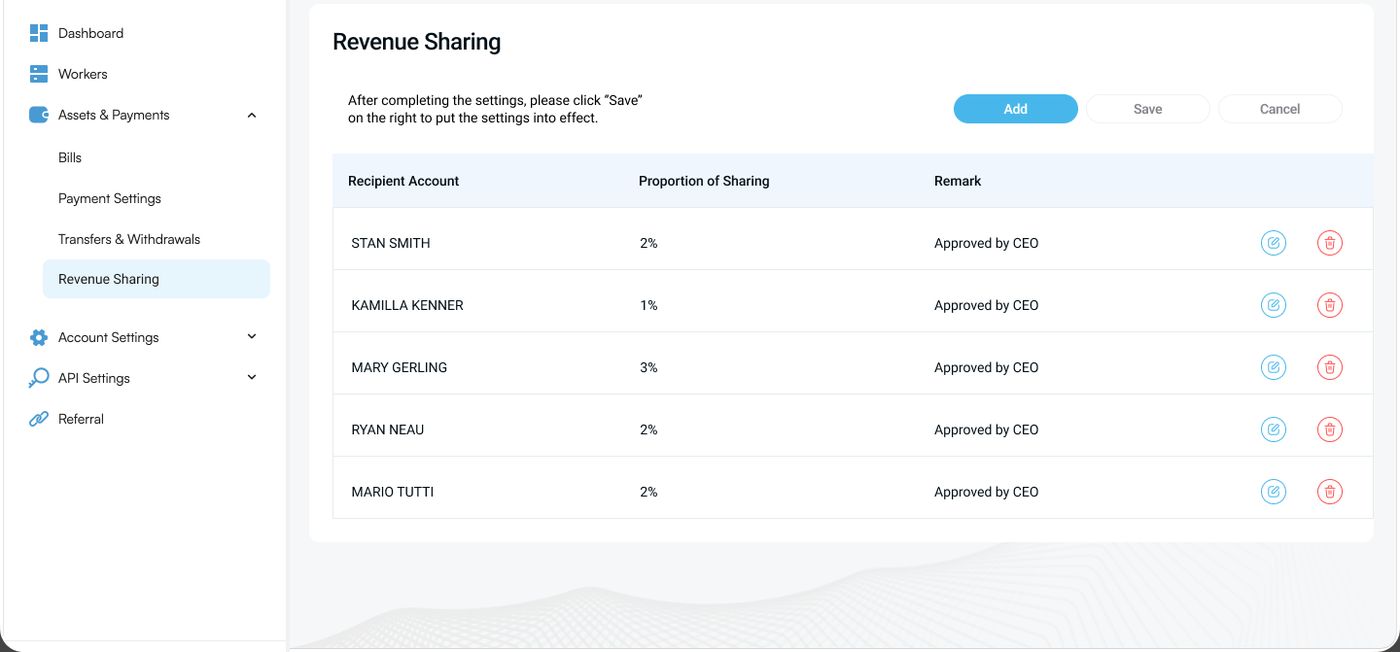 Dashboard
Workers
Assets & Payments
Bills
Payment Settings
Transfers & Withdrawals
Revenue Sharing
Account Settings
API Settings
Referral
Revenue Sharing
After completing the settings, please click “Save”
on the right to put the settings into effect.
Add Save Cancel
Recipient Account Proportion of Sharing Remark
STAN SMITH 2% Approved by CEO
KAMILLA KENNER 1% Approved by CEO
MARY GERLING 3% Approved by CEO
RYAN NEAU 2% Approved by CEO
MARIO TUTTI 2% Approved by CEO